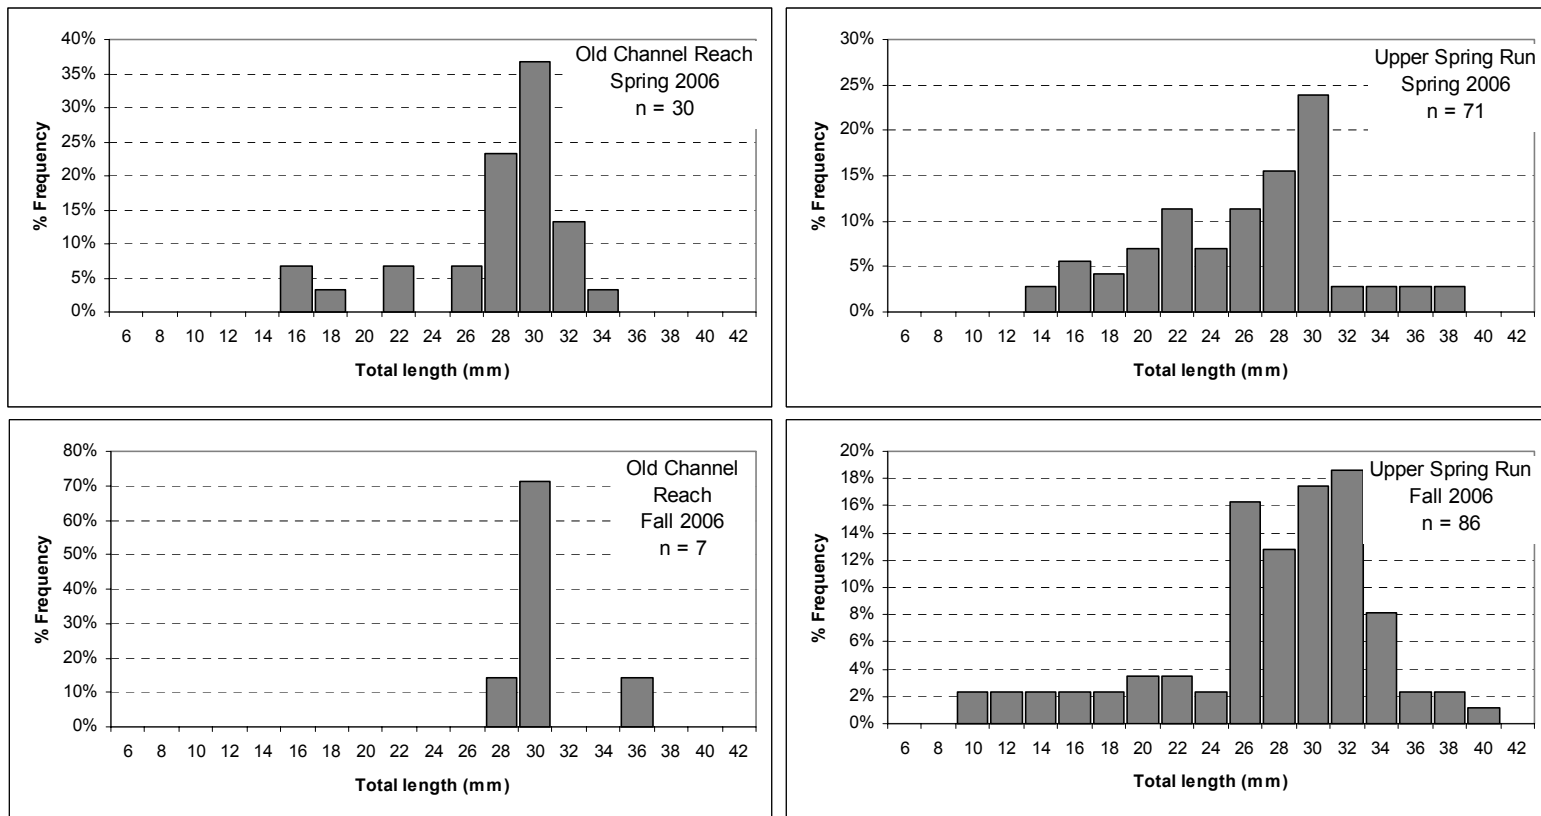 Old Channel Reach
Spring 2006
n = 30
40%
35%
30%
25%
20%
15%
10%
5%
0%
% Frequency
6 8 10 12 14 16 18 20 22 24 26 28 30 32 34 36 38 40 42
Total length (mm)
Upper Spring Run
Spring 2006
n = 71
30%
25%
20%
15%
10%
5%
0%
% Frequency
6 8 10 12 14 16 18 20 22 24 26 28 30 32 34 36 38 40 42
Total length (mm)
Old Channel
Reach
Fall 2006
n = 7
80%
70%
60%
50%
40%
30%
20%
10%
0%
% Frequency
6 8 10 12 14 16 18 20 22 24 26 28 30 32 34 36 38 40 42
Total length (mm)
Upper Spring Run
Fall 2006
n = 86
20%
18%
16%
14%
12%
10%
8%
6%
4%
2%
0%
% Frequency
6 8 10 12 14 16 18 20 22 24 26 28 30 32 34 36 38 40 42
Total length (mm)